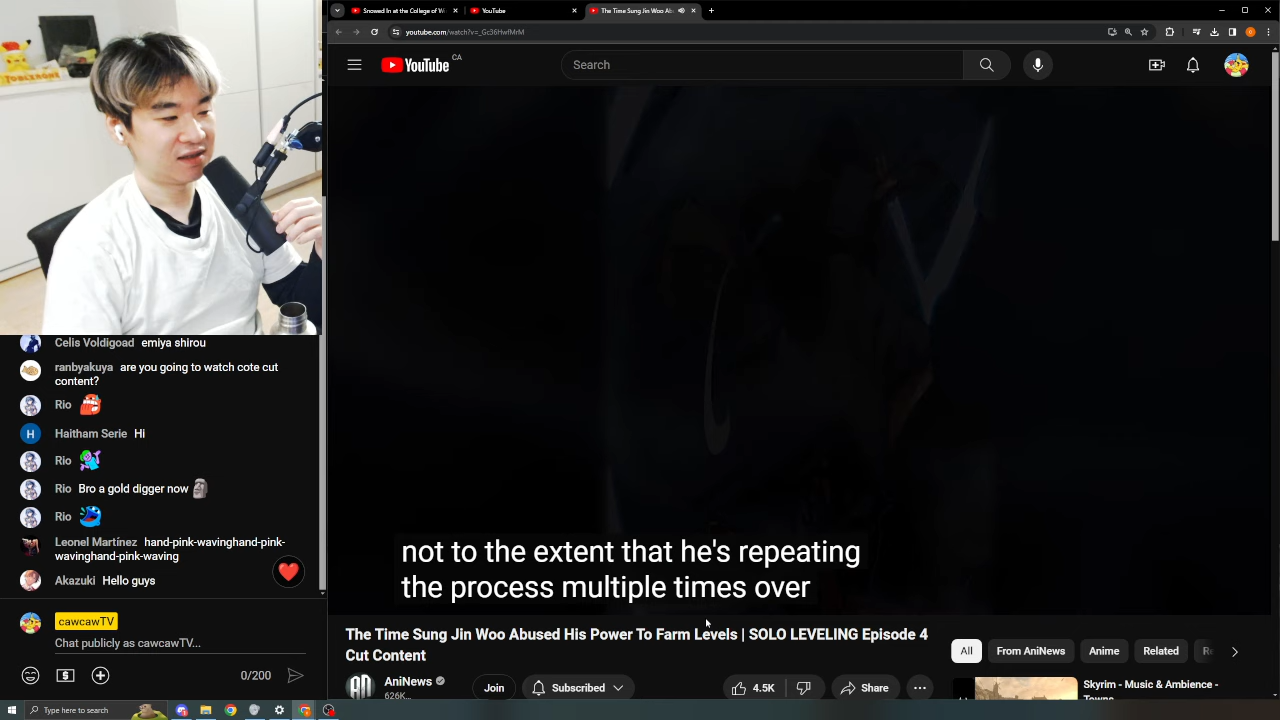 Snowed In at the College of W
YouTube
The Time Sung Jin Woo Ab
youtube.com/watch?v=_Gc36HwfMrM
YouTube CA
Search
TOBLERONE
Celis Voldigoad emiya shirou
ranbyakuya are you going to watch cote cut
content?
Rio
Haitham Serie Hi
Rio
Rio Bro a gold digger now
Rio
Leonel Martínez hand-pink-wavinghand-pink-
wavinghand-pink-waving
Akazuki Hello guys
cawcawTV
Chat publicly as cawcawTV...
0/200
not to the extent that he's repeating
the process multiple times over
The Time Sung Jin Woo Abused His Power To Farm Levels | SOLO LEVELING Episode 4
Cut Content
AniNews
626K
Join
Subscribed
4.5K
Share
All
From AniNews
Anime
Related
Skyrim - Music & Ambience -
Towns
Type here to search